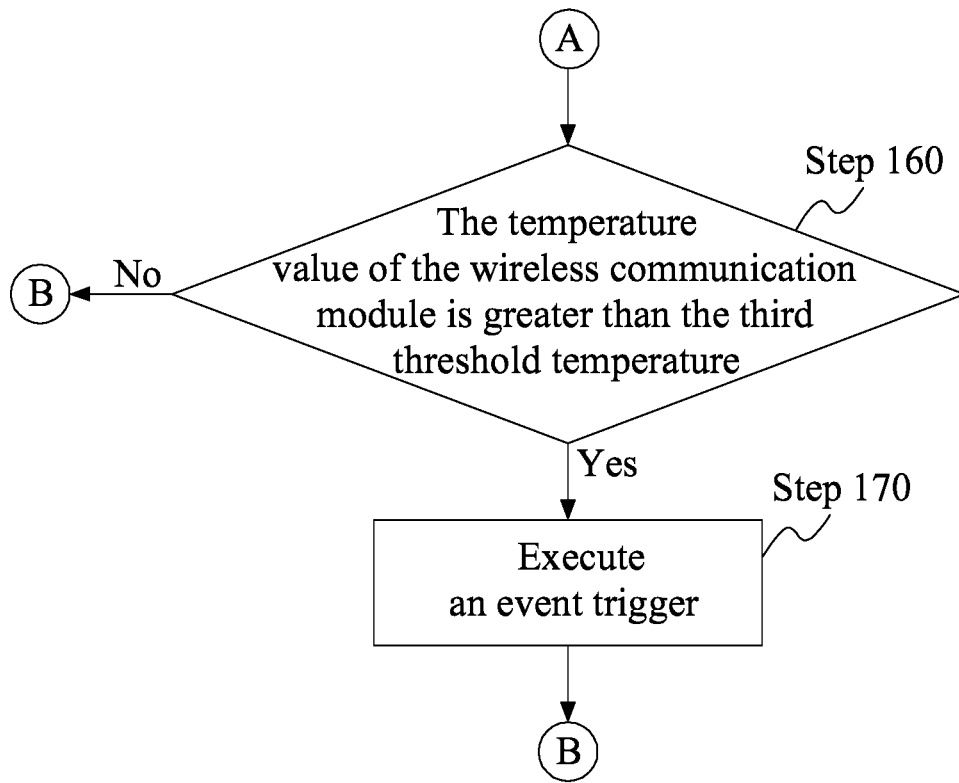 A
Step 160
The temperature
value of the wireless communication
module is greater than the third
threshold temperature
No
B
Yes
Step 170
Execute
an event trigger
B